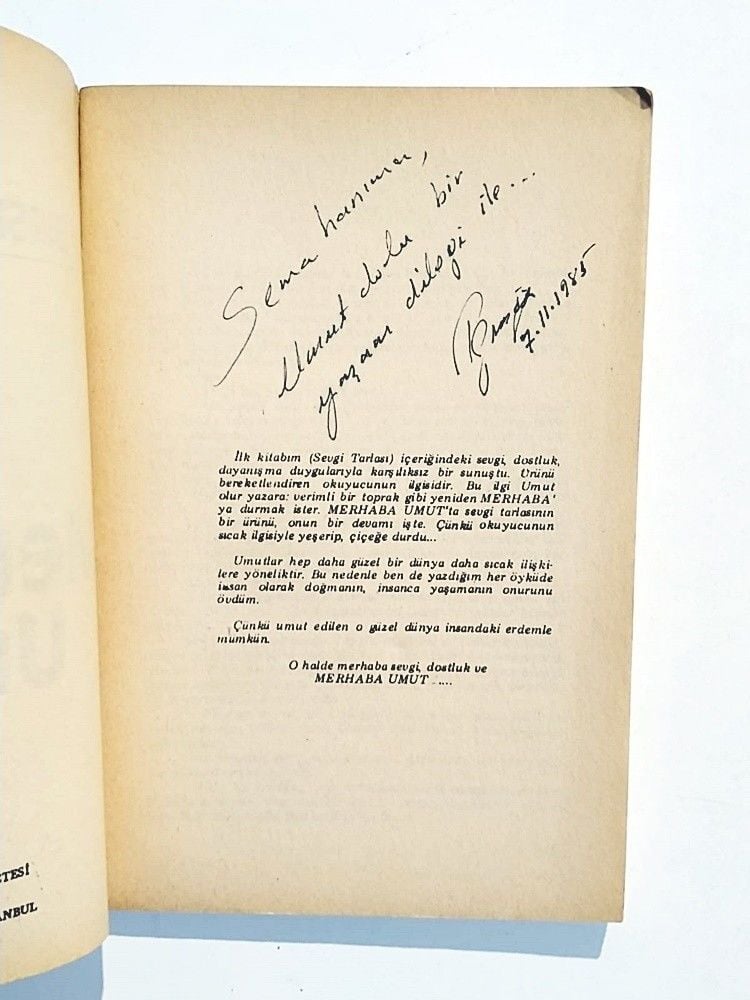 Sema hanıma,
Umut dolu bir
yazar dileği ile...
7.11.1985
İlk kitabım (Sevgi Tarlası) içeriğindeki sevgi, dostluk,
dayanışma duygularıyla karşılıksız bir sunuştu. Ürünü
bereketlendiren okuyucunun ilgisidir. Bu ilgi Umut
olur yazara: verimli bir toprak gibi yeniden MERHABA'
ya durmak ister. MERHABA UMUT'ta sevgi tarlasının
bir ürünü, onun bir devamı işte. Çünkü okuyucunun
sıcak ilgisiyle yeşerip, çiçeğe durdu...
Umutlar hep daha güzel bir dünya daha sıcak ilişki-
lere yöneliktir. Bu nedenle ben de yazdığım her öyküde
insan olarak doğmanın, insanca yaşamanın onurunu
övdüm.
Çünkü umut edilen o güzel dünya insandaki erdemle
mümkün.
O halde merhaba sevgi, dostluk ve
MERHABA UMUT .....